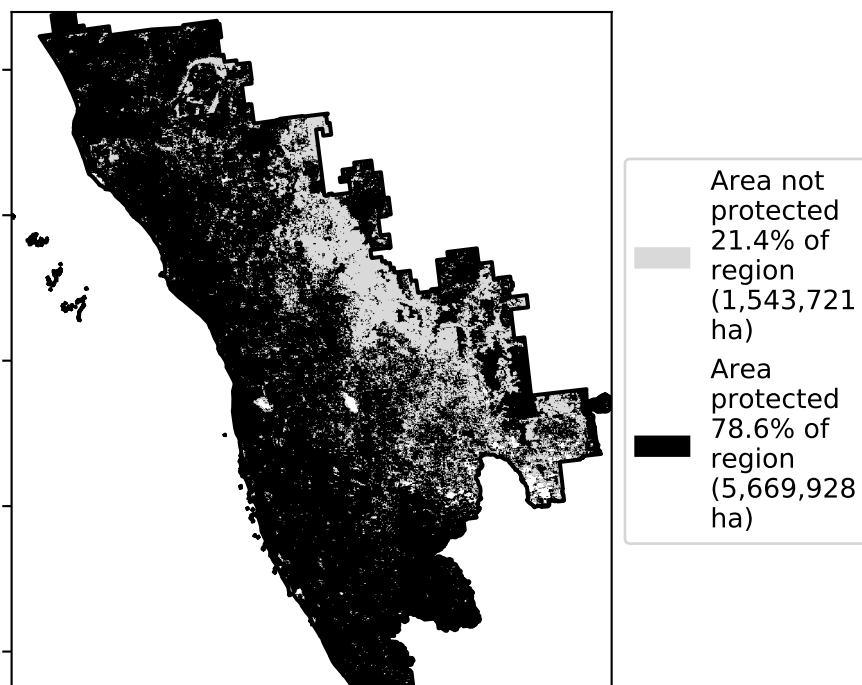 Area not
protected
21.4% of
region
(1,543,721
ha)
Area
protected
78.6% of
region
(5,669,928
ha)